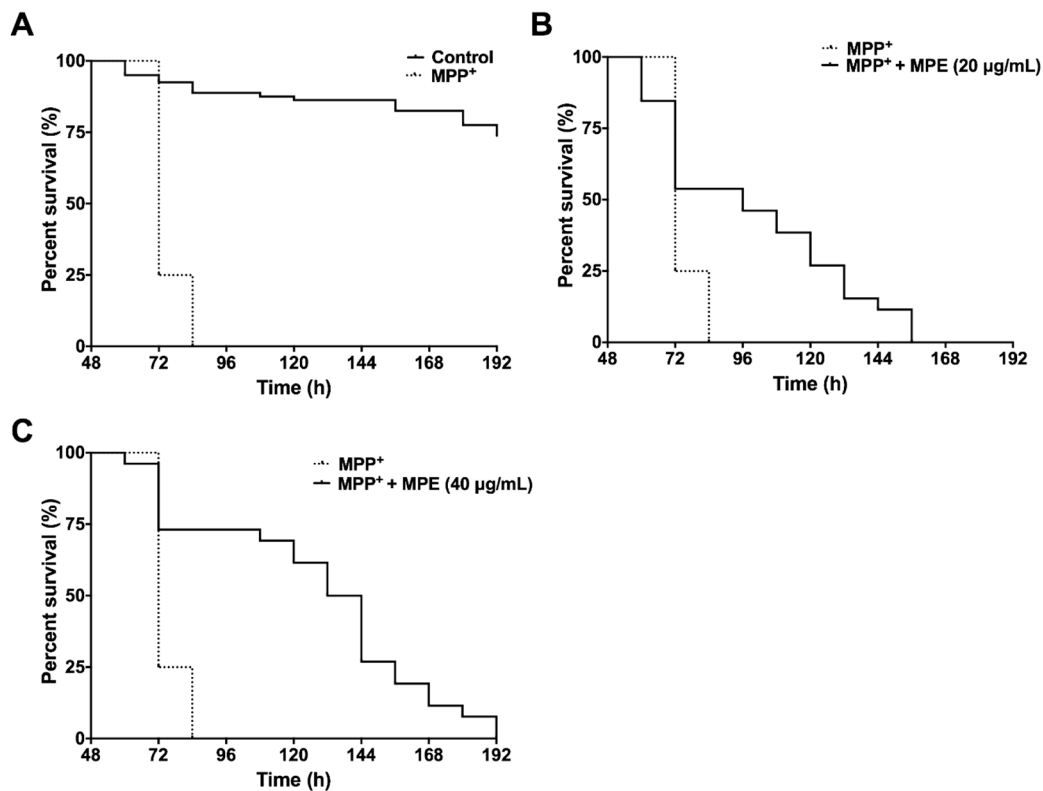 A
Control
MPP⁺
Percent survival (%)
100
75
50
25
0
48 72 96 120 144 168 192
Time (h)
B
MPP⁺
MPP⁺ + MPE (20 µg/mL)
Percent survival (%)
100
75
50
25
0
48 72 96 120 144 168 192
Time (h)
C
MPP⁺
MPP⁺ + MPE (40 µg/mL)
Percent survival (%)
100
75
50
25
0
48 72 96 120 144 168 192
Time (h)